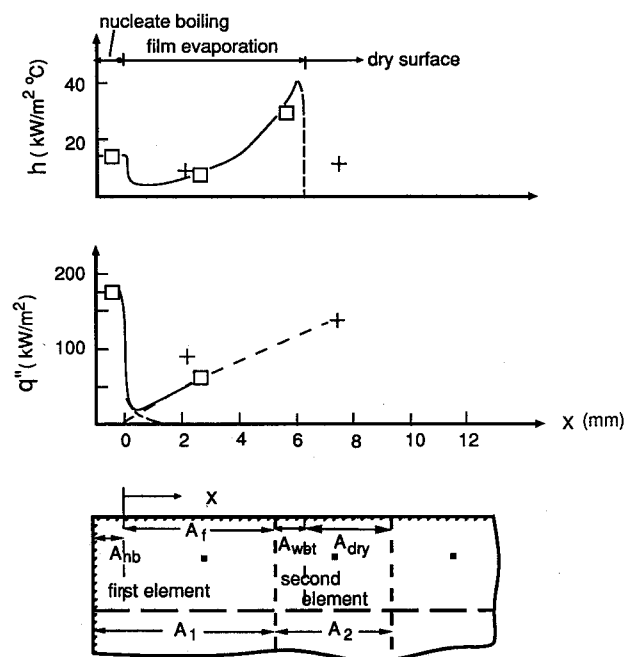 nucleate boiling
film evaporation
dry surface
h ( kW/m² °C)
40
20
q" (kW/m²)
200
100
0 2 4 6 8 10 12 X (mm)
X
A_f A_wet A_dry
A_nb
first element second
element
A_1 A_2